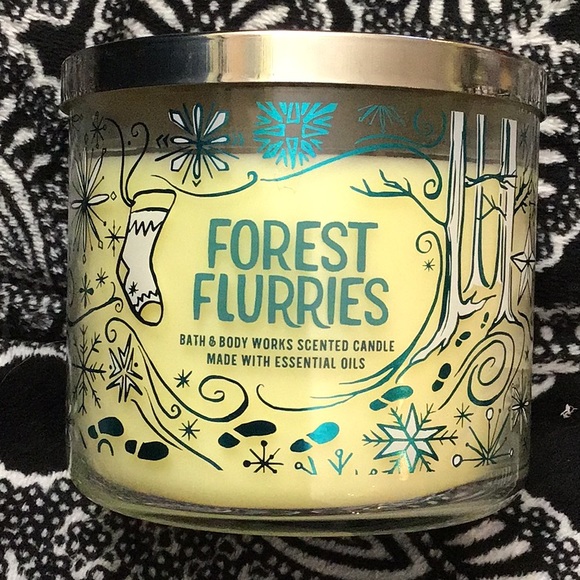 FOREST
FLURRIES
BATH & BODY WORKS SCENTED CANDLE
MADE WITH ESSENTIAL OILS